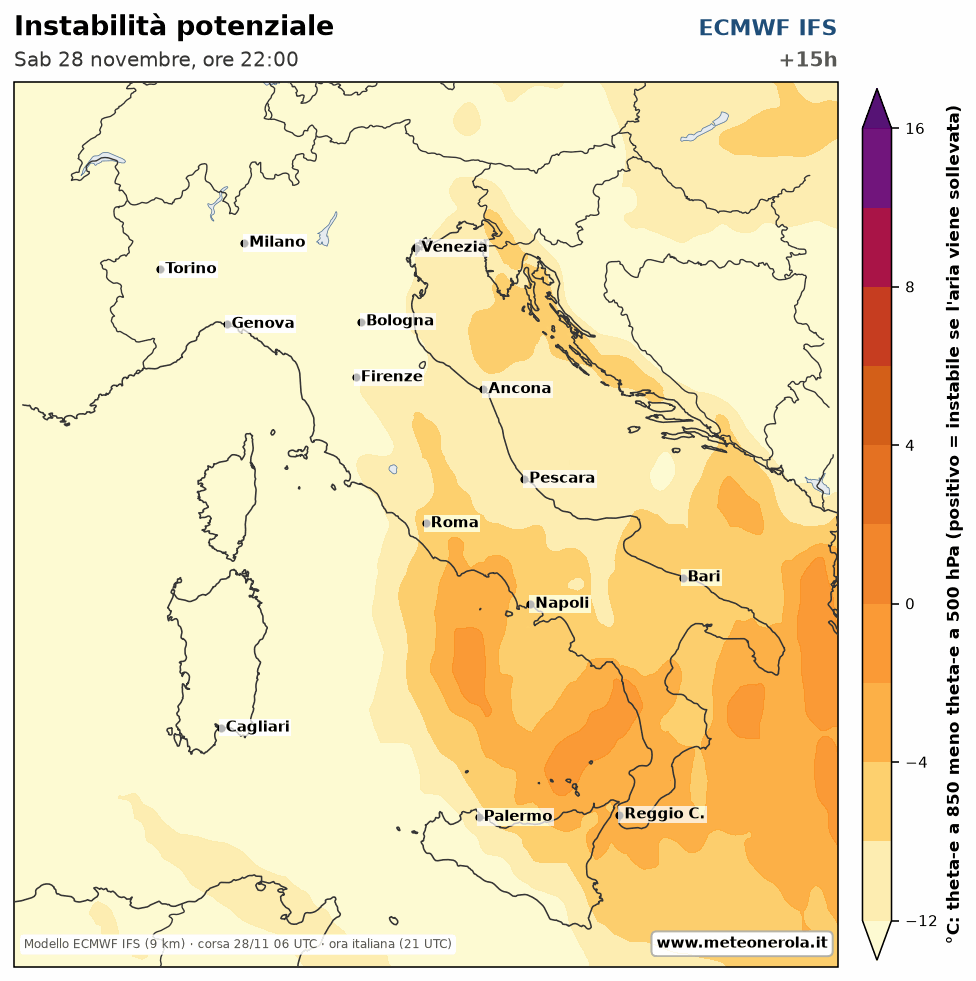 Instabilità potenziale
ECMWF IFS
Sab 28 novembre, ore 22:00
+15h
Milano
Venezia
Torino
Genova
Bologna
Firenze
Ancona
Pescara
Roma
Bari
Napoli
Cagliari
Palermo
Reggio C.
16
8
4
0
−4
−12
°C: theta-e a 850 meno theta-e a 500 hPa (positivo = instabile se l'aria viene sollevata)
Modello ECMWF IFS (9 km) · corsa 28/11 06 UTC · ora italiana (21 UTC)
www.meteonerola.it